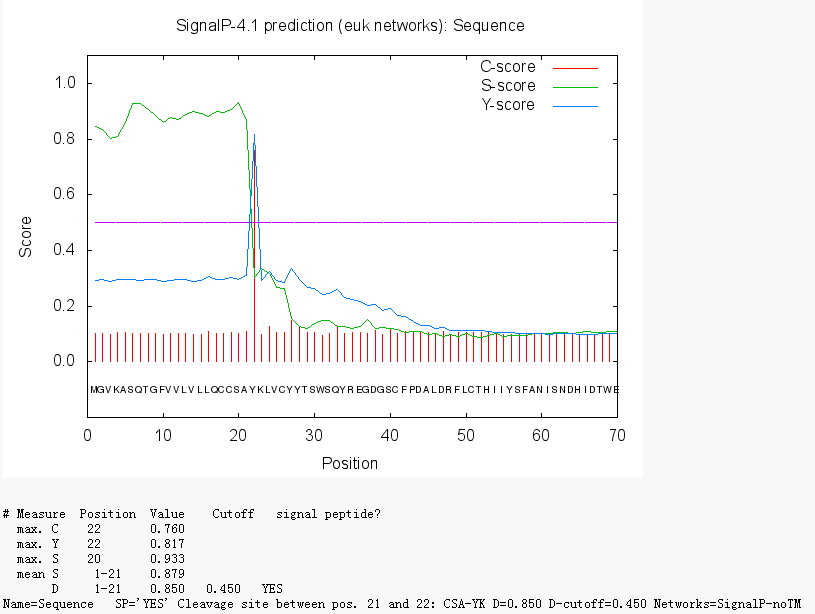 SignalP-4.1 prediction (euk networks): Sequence
C-score
S-score
Y-score
1.0
0.8
0.6
0.4
0.2
0.0
Score
MGVKASQTGFVVLVLLQCCSAYKLVCYYTSWSQYREGDGSCFPDALDRFLCTHIIYSFANISNDHIDTWE
0 10 20 30 40 50 60 70
Position
# Measure Position Value Cutoff signal peptide?
max. C 22 0.760
max. Y 22 0.817
max. S 20 0.933
mean S 1-21 0.879
D 1-21 0.850 0.450 YES
Name=Sequence SP='YES' Cleavage site between pos. 21 and 22: CSA-YK D=0.850 D-cutoff=0.450 Networks=SignalP-noTM